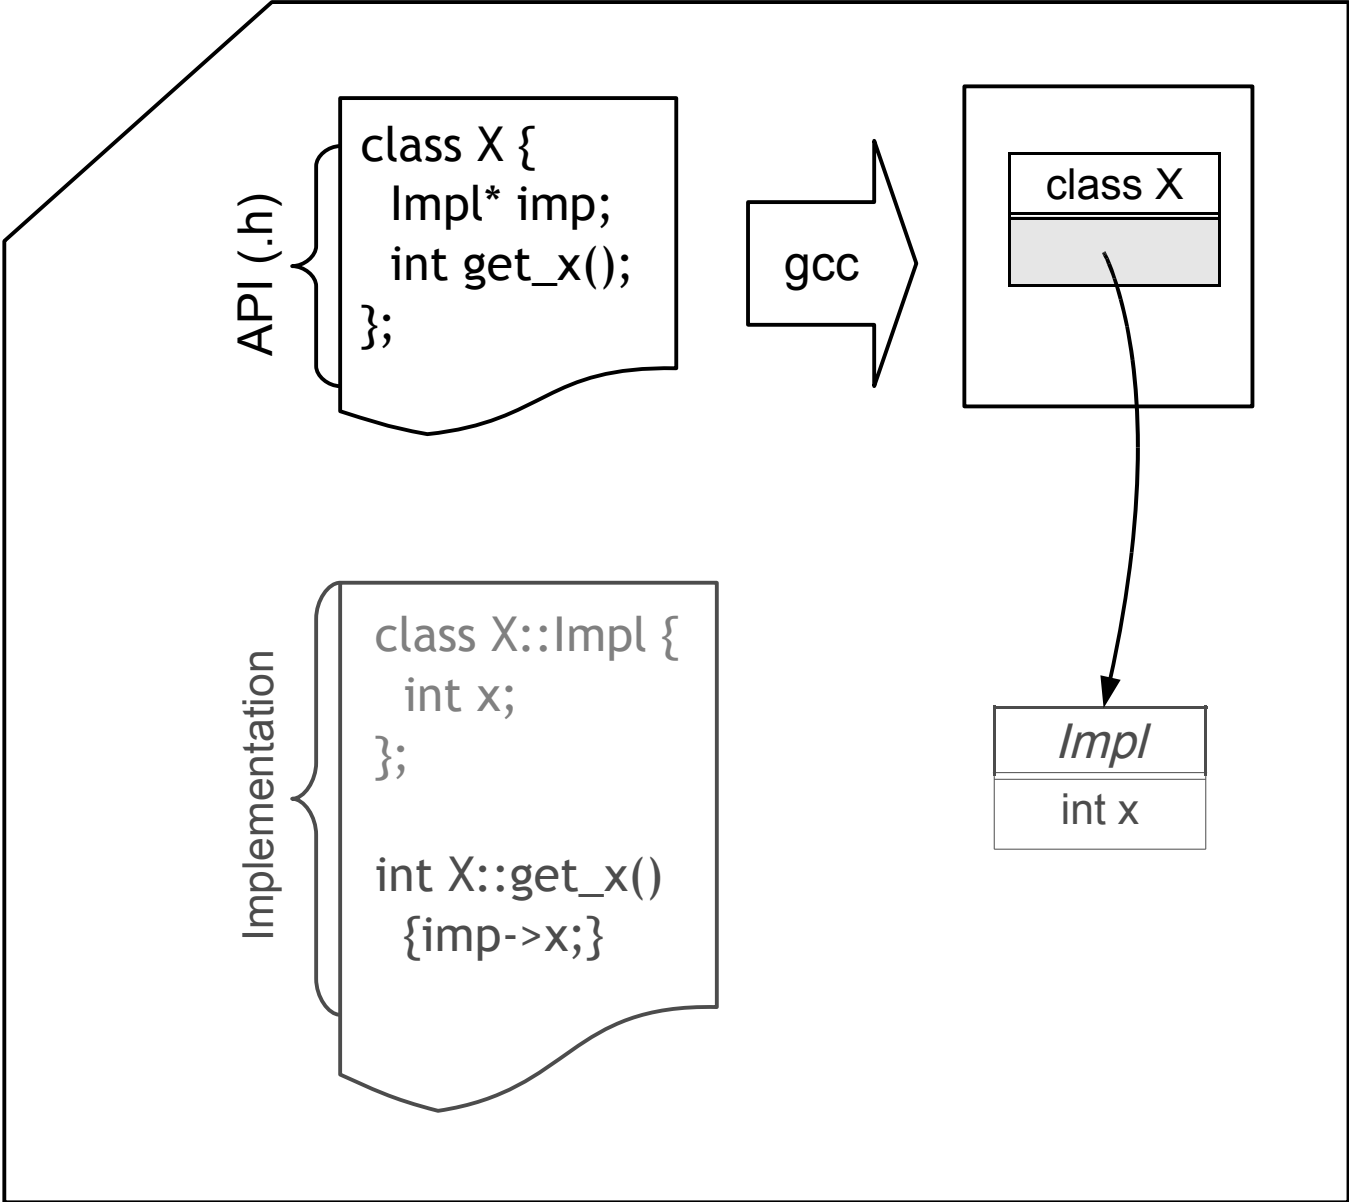 API (.h)
class X {
Impl* imp;
int get_x();
};
gcc
class X
Implementation
class X::Impl {
int x;
};
int X::get_x()
{imp->x;}
Impl
int x